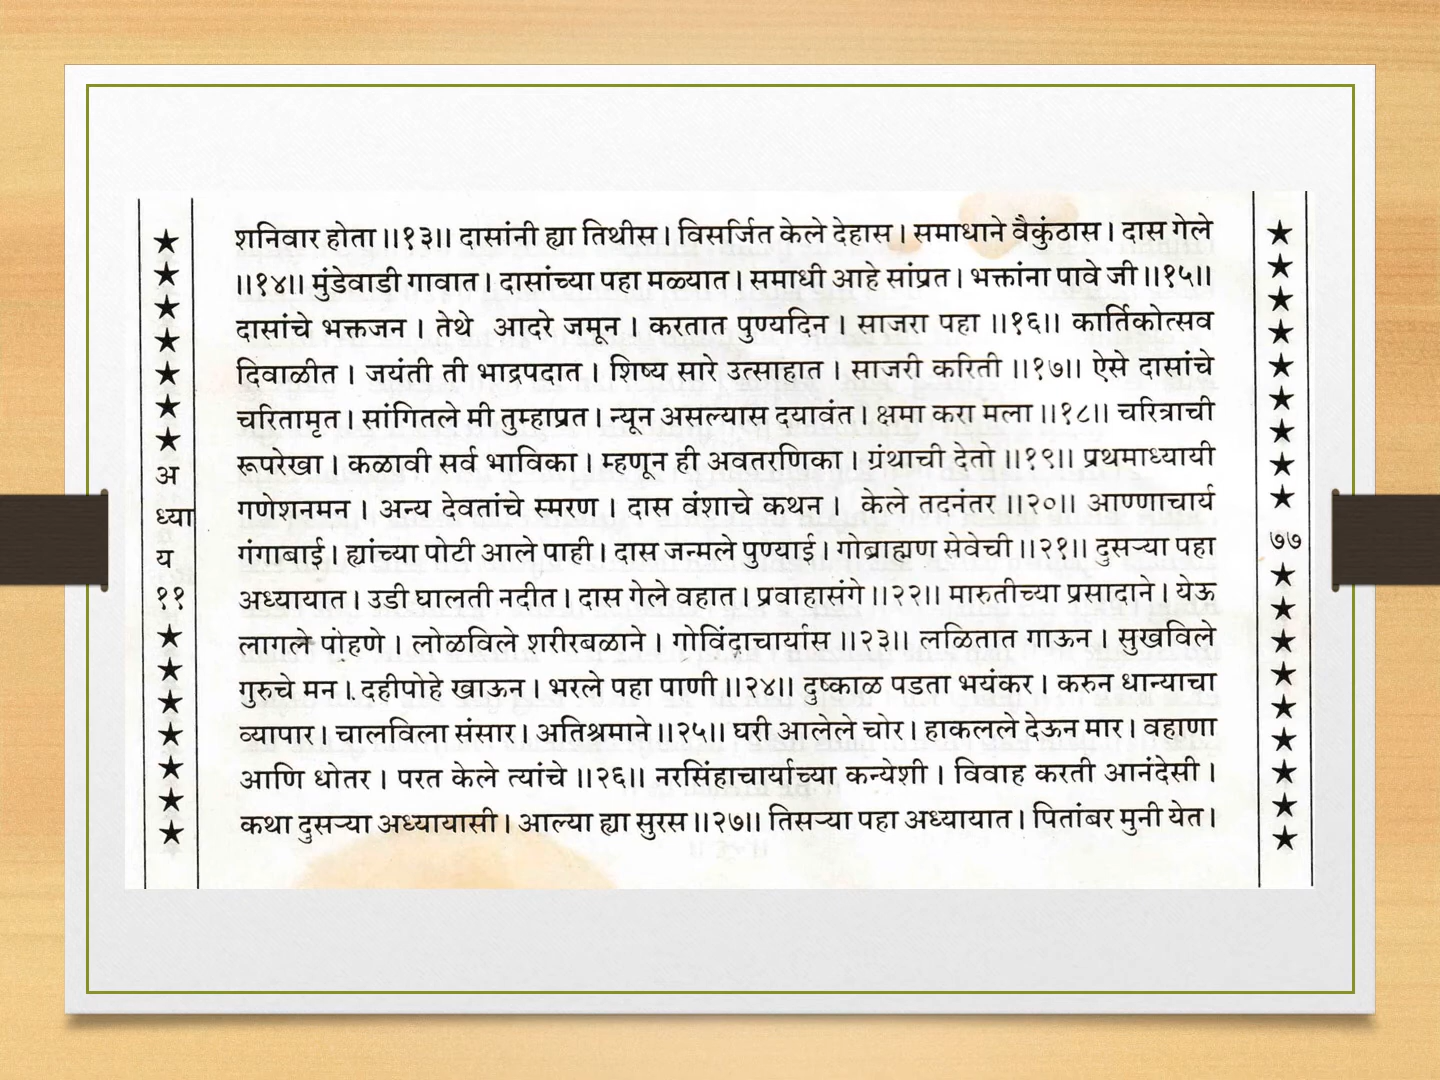 शनिवार होता ॥१३॥ दासांनी ह्या तिथीस । विसर्जित केले देहास । समाधाने वैकुंठास । दास गेले
॥१४॥ मुंडेवाडी गावात । दासांच्या पहा मळ्यात । समाधी आहे सांप्रत । भक्तांना पावे जी ॥१५॥
दासांचे भक्तजन । तेथे आदरे जमून । करतात पुण्यदिन । साजरा पहा ॥१६॥ कार्तिकोत्सव
दिवाळीत । जयंती ती भाद्रपदात । शिष्य सारे उत्साहात । साजरी करिती ॥१७॥ ऐसे दासांचे
चरितामृत । सांगितले मी तुम्हाप्रत । न्यून असल्यास दयावंत । क्षमा करा मला ॥१८॥ चरित्राची
रूपरेखा । कळावी सर्व भाविका । म्हणून ही अवतरणिका । ग्रंथाची देतो ॥१९॥ प्रथमाध्यायी
गणेशनमन । अन्य देवतांचे स्मरण । दास वंशाचे कथन । केले तदनंतर ॥२०॥ आण्णाचार्य
गंगाबाई । ह्यांच्या पोटी आले पाही । दास जन्मले पुण्याई । गोब्राह्मण सेवेची ॥२१॥ दुसऱ्या पहा
अध्यायात । उडी घालती नदीत । दास गेले वहात । प्रवाहासंगे ॥२२॥ मारुतीच्या प्रसादाने । येऊ
लागले पोहणे । लोळविले शरीरबळाने । गोविंदाचार्यास ॥२३॥ लळितात गाऊन । सुखविले
गुरुचे मन । दहीपोहे खाऊन । भरले पहा पाणी ॥२४॥ दुष्काळ पडता भयंकर । करुन धान्याचा
व्यापार । चालविला संसार । अतिश्रमाने ॥२५॥ घरी आलेले चोर । हाकलले देऊन मार । वहाणा
आणि धोतर । परत केले त्यांचे ॥२६॥ नरसिंहाचार्याच्या कन्येशी । विवाह करती आनंदेसी ।
कथा दुसऱ्या अध्यायासी । आल्या ह्या सुरस ॥२७॥ तिसऱ्या पहा अध्यायात । पितांबर मुनी येत ।
अ
ध्या
य
११
७७